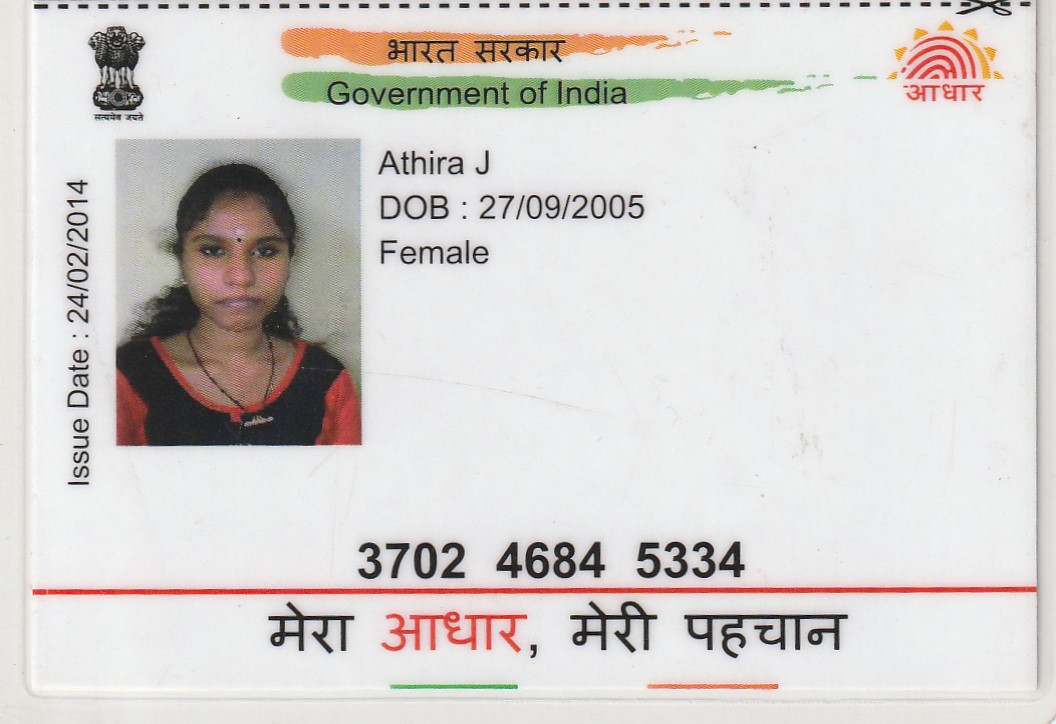 भारत सरकार
Government of India
सत्यमेव जयते
आधार
Issue Date : 24/02/2014
Athira J
DOB : 27/09/2005
Female
3702 4684 5334
मेरा आधार, मेरी पहचान